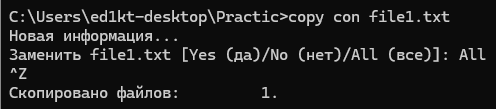 C:\Users\ed1kt-desktop\Practic>copy con file1.txt
Новая информация...
Заменить file1.txt [Yes (да)/No (нет)/All (все)]: All
^Z
Скопировано файлов:         1.